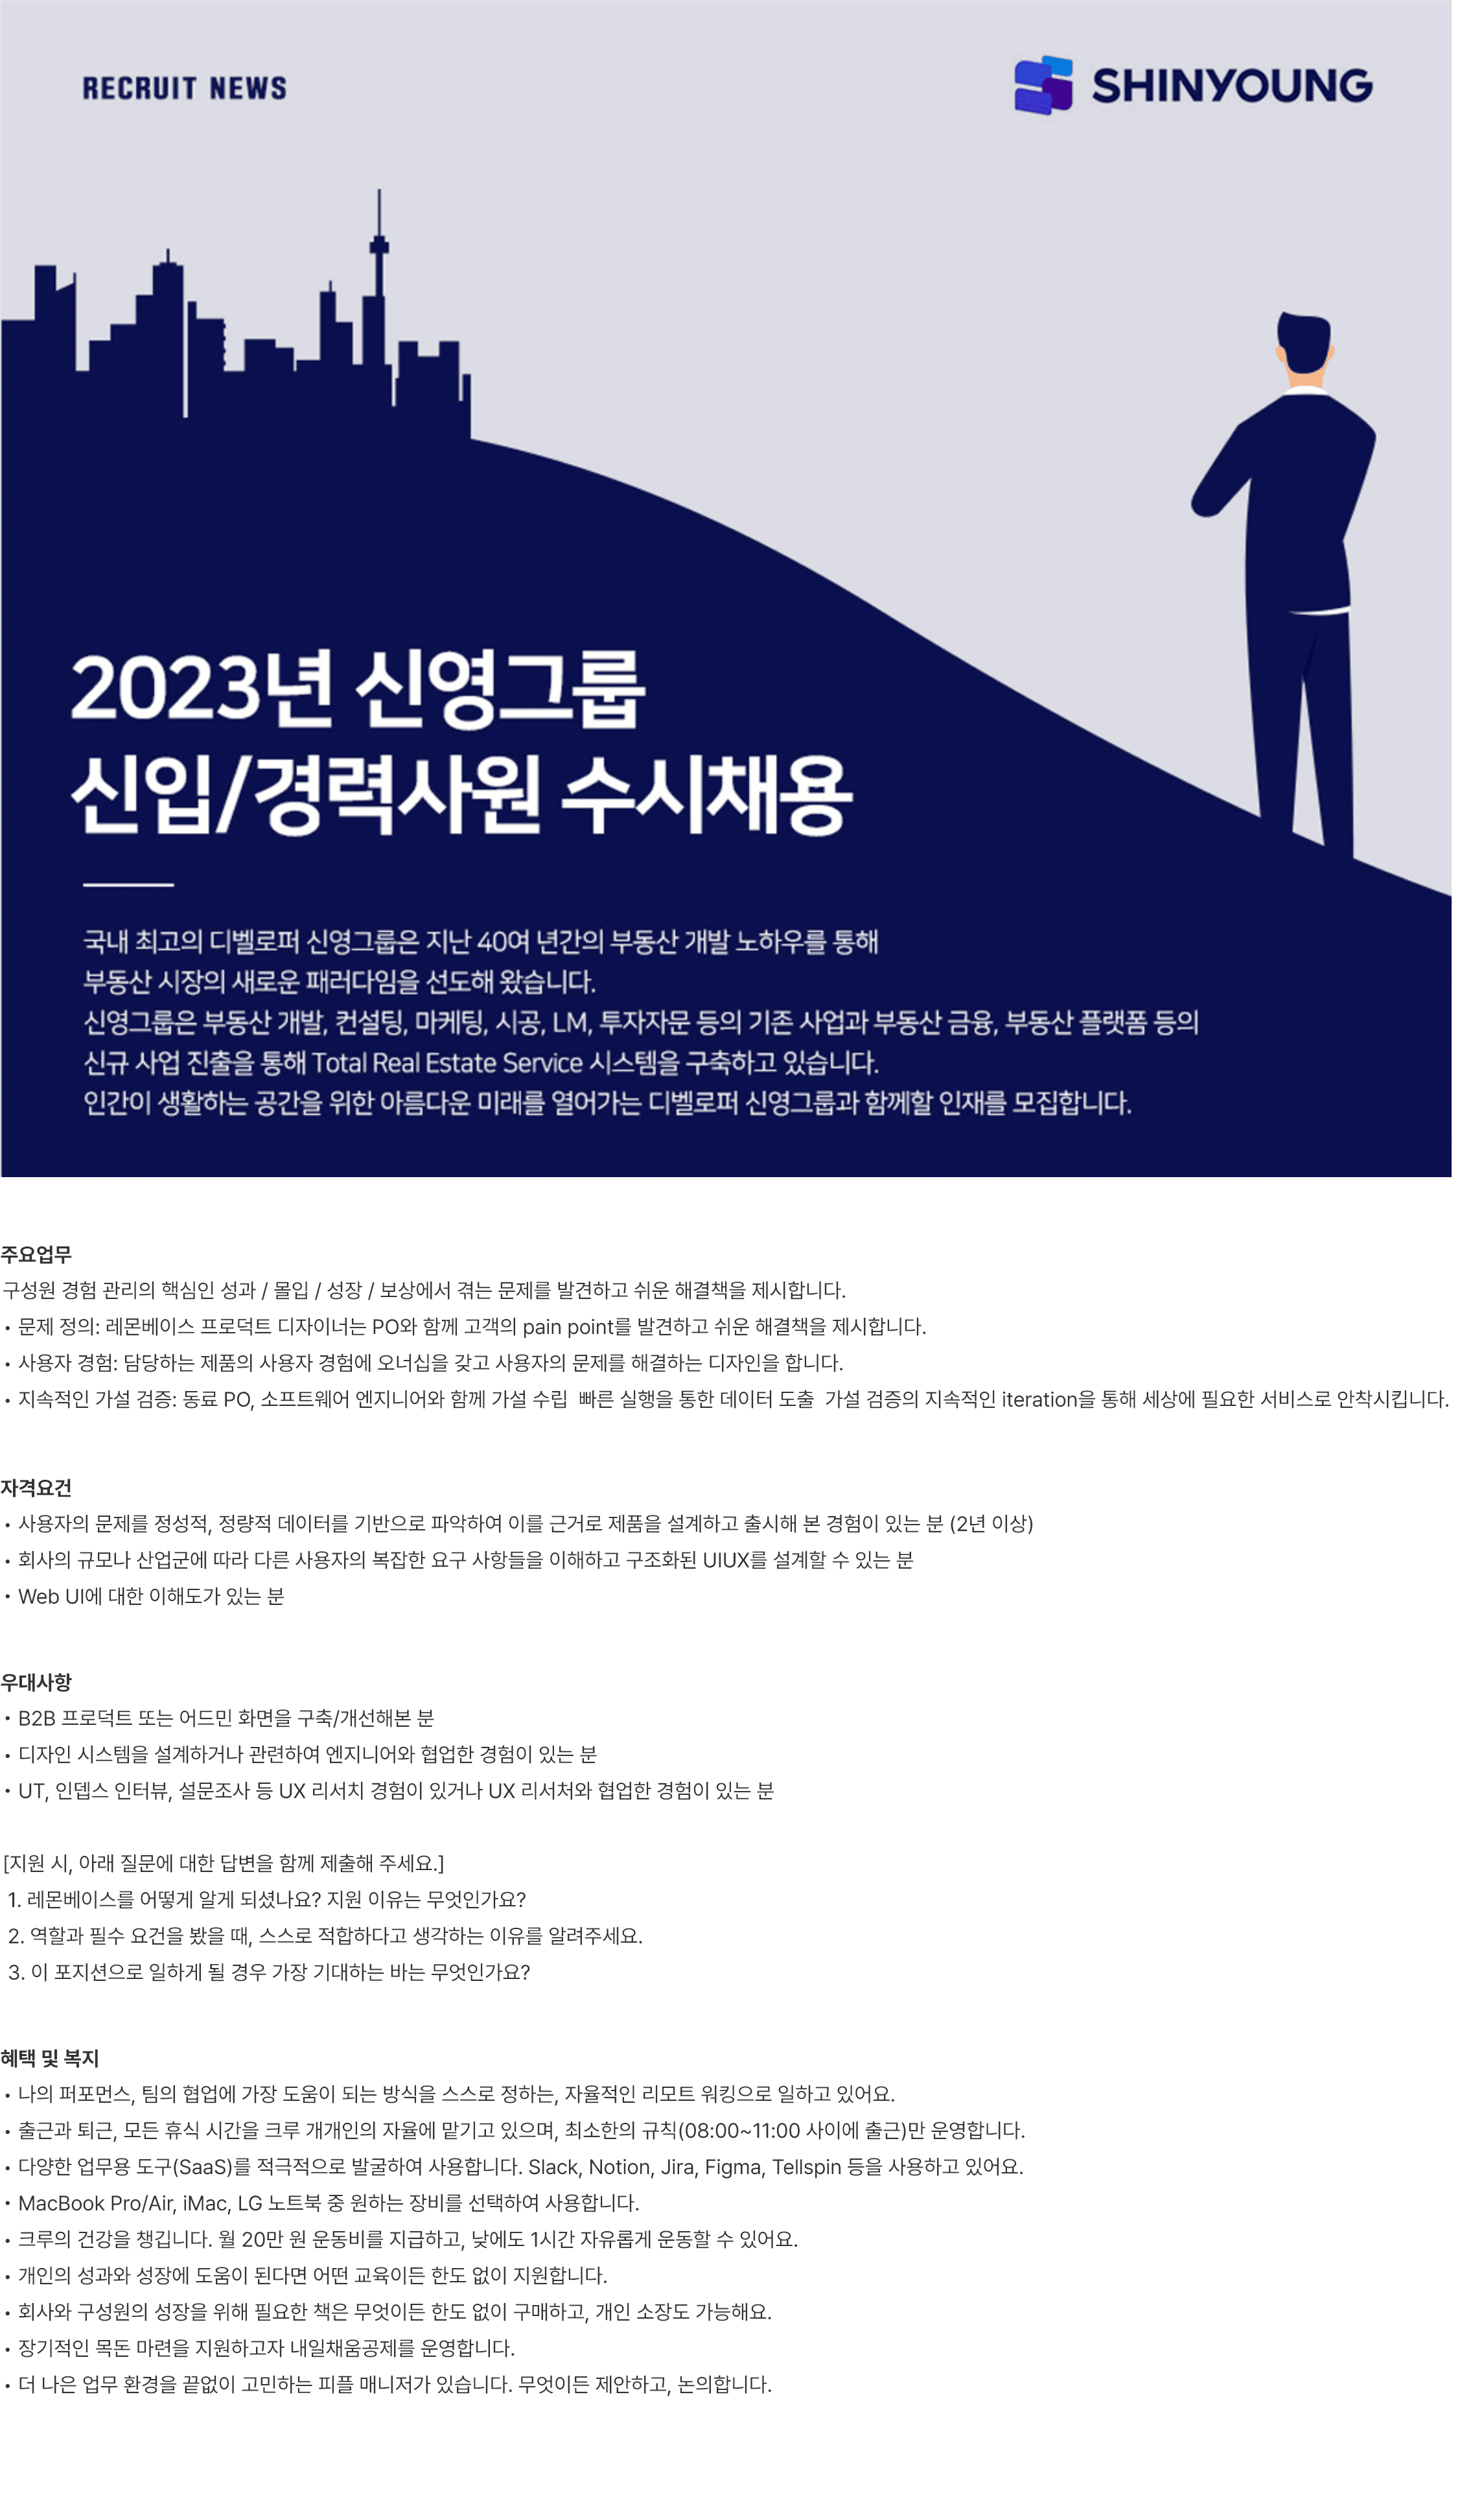 RECRUIT NEWS
SHINYOUNG
2023년 신영그룹
신입/경력사원 수시채용
국내 최고의 디벨로퍼 신영그룹은 지난 40여 년간의 부동산 개발 노하우를 통해
부동산 시장의 새로운 패러다임을 선도해 왔습니다.
신영그룹은 부동산 개발, 컨설팅, 마케팅, 시공, LM, 투자자문 등의 기존 사업과 부동산 금융, 부동산 플랫폼 등의
신규 사업 진출을 통해 Total Real Estate Service 시스템을 구축하고 있습니다.
인간이 생활하는 공간을 위한 아름다운 미래를 열어가는 디벨로퍼 신영그룹과 함께할 인재를 모집합니다.
주요업무
구성원 경험 관리의 핵심인 성과 / 몰입 / 성장 / 보상에서 겪는 문제를 발견하고 쉬운 해결책을 제시합니다.
• 문제 정의: 레몬베이스 프로덕트 디자이너는 PO와 함께 고객의 pain point를 발견하고 쉬운 해결책을 제시합니다.
• 사용자 경험: 담당하는 제품의 사용자 경험에 오너십을 갖고 사용자의 문제를 해결하는 디자인을 합니다.
• 지속적인 가설 검증: 동료 PO, 소프트웨어 엔지니어와 함께 가설 수립  빠른 실행을 통한 데이터 도출  가설 검증의 지속적인 iteration을 통해 세상에 필요한 서비스로 안착시킵니다.
자격요건
• 사용자의 문제를 정성적, 정량적 데이터를 기반으로 파악하여 이를 근거로 제품을 설계하고 출시해 본 경험이 있는 분 (2년 이상)
• 회사의 규모나 산업군에 따라 다른 사용자의 복잡한 요구 사항들을 이해하고 구조화된 UIUX를 설계할 수 있는 분
• Web UI에 대한 이해도가 있는 분
우대사항
• B2B 프로덕트 또는 어드민 화면을 구축/개선해본 분
• 디자인 시스템을 설계하거나 관련하여 엔지니어와 협업한 경험이 있는 분
• UT, 인뎁스 인터뷰, 설문조사 등 UX 리서치 경험이 있거나 UX 리서처와 협업한 경험이 있는 분
[지원 시, 아래 질문에 대한 답변을 함께 제출해 주세요.]
1. 레몬베이스를 어떻게 알게 되셨나요? 지원 이유는 무엇인가요?
2. 역할과 필수 요건을 봤을 때, 스스로 적합하다고 생각하는 이유를 알려주세요.
3. 이 포지션으로 일하게 될 경우 가장 기대하는 바는 무엇인가요?
혜택 및 복지
• 나의 퍼포먼스, 팀의 협업에 가장 도움이 되는 방식을 스스로 정하는, 자율적인 리모트 워킹으로 일하고 있어요.
• 출근과 퇴근, 모든 휴식 시간을 크루 개개인의 자율에 맡기고 있으며, 최소한의 규칙(08:00~11:00 사이에 출근)만 운영합니다.
• 다양한 업무용 도구(SaaS)를 적극적으로 발굴하여 사용합니다. Slack, Notion, Jira, Figma, Tellspin 등을 사용하고 있어요.
• MacBook Pro/Air, iMac, LG 노트북 중 원하는 장비를 선택하여 사용합니다.
• 크루의 건강을 챙깁니다. 월 20만 원 운동비를 지급하고, 낮에도 1시간 자유롭게 운동할 수 있어요.
• 개인의 성과와 성장에 도움이 된다면 어떤 교육이든 한도 없이 지원합니다.
• 회사와 구성원의 성장을 위해 필요한 책은 무엇이든 한도 없이 구매하고, 개인 소장도 가능해요.
• 장기적인 목돈 마련을 지원하고자 내일채움공제를 운영합니다.
• 더 나은 업무 환경을 끝없이 고민하는 피플 매니저가 있습니다. 무엇이든 제안하고, 논의합니다.